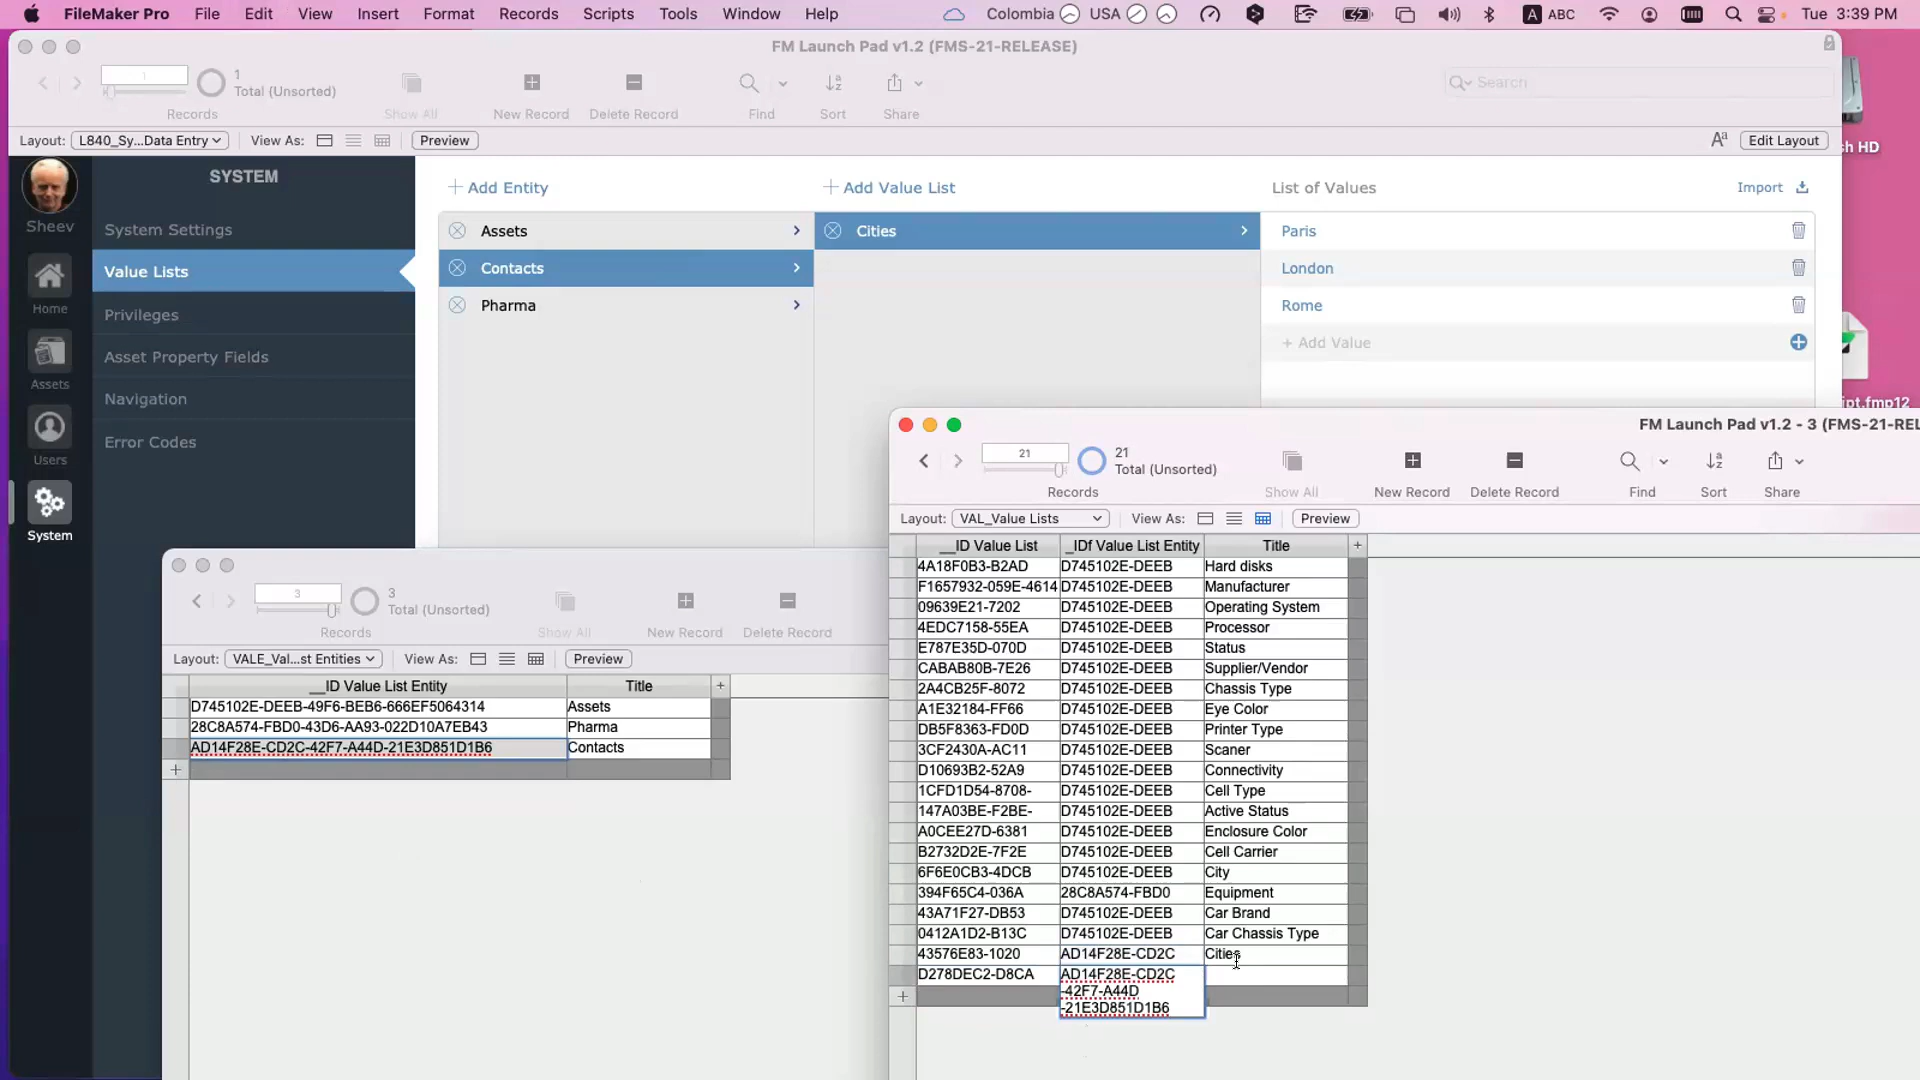 FileMaker Pro File Edit View Insert Format Records Scripts Tools Window Help Colombia USA A ABC Tue 3:39 PM
FM Launch Pad v1.2 (FMS-21-RELEASE)
1
1
Total (Unsorted)
Search
Records Show All New Record Delete Record Find Sort Share
Layout: L840_Sy...Data Entry View As: Preview Aa Edit Layout
sh HD
Sheev
Home
Assets
Users
System
SYSTEM
System Settings
Value Lists
Privileges
Asset Property Fields
Navigation
Error Codes
Add Entity
Assets
Contacts
Pharma
Add Value List
Cities
List of Values Import
Paris
London
Rome
+ Add Value
ipt.fmp12
3
3
Total (Unsorted)
Records Show All New Record Delete Record
Layout: VALE_Val...st Entities View As: Preview
__ID Value List Entity Title +
D745102E-DEEB-49F6-BEB6-666EF5064314 Assets
28C8A574-FBD0-43D6-AA93-022D10A7EB43 Pharma
AD14F28E-CD2C-42F7-A44D-21E3D851D1B6 Contacts
+
FM Launch Pad v1.2 - 3 (FMS-21-REL
21
21
Total (Unsorted)
Records Show All New Record Delete Record Find Sort Share
Layout: VAL_Value Lists View As: Preview
__ID Value List _IDf Value List Entity Title +
4A18F0B3-B2AD D745102E-DEEB Hard disks
F1657932-059E-4614 D745102E-DEEB Manufacturer
09639E21-7202 D745102E-DEEB Operating System
4EDC7158-55EA D745102E-DEEB Processor
E787E35D-070D D745102E-DEEB Status
CABAB80B-7E26 D745102E-DEEB Supplier/Vendor
2A4CB25F-8072 D745102E-DEEB Chassis Type
A1E32184-FF66 D745102E-DEEB Eye Color
DB5F8363-FD0D D745102E-DEEB Printer Type
3CF2430A-AC11 D745102E-DEEB Scaner
D10693B2-52A9 D745102E-DEEB Connectivity
1CFD1D54-8708- D745102E-DEEB Cell Type
147A03BE-F2BE- D745102E-DEEB Active Status
A0CEE27D-6381 D745102E-DEEB Enclosure Color
B2732D2E-7F2E D745102E-DEEB Cell Carrier
6F6E0CB3-4DCB D745102E-DEEB City
394F65C4-036A 28C8A574-FBD0 Equipment
43A71F27-DB53 D745102E-DEEB Car Brand
0412A1D2-B13C D745102E-DEEB Car Chassis Type
43576E83-1020 AD14F28E-CD2C Cities
D278DEC2-D8CA AD14F28E-CD2C
-42F7-A44D
-21E3D851D1B6
+